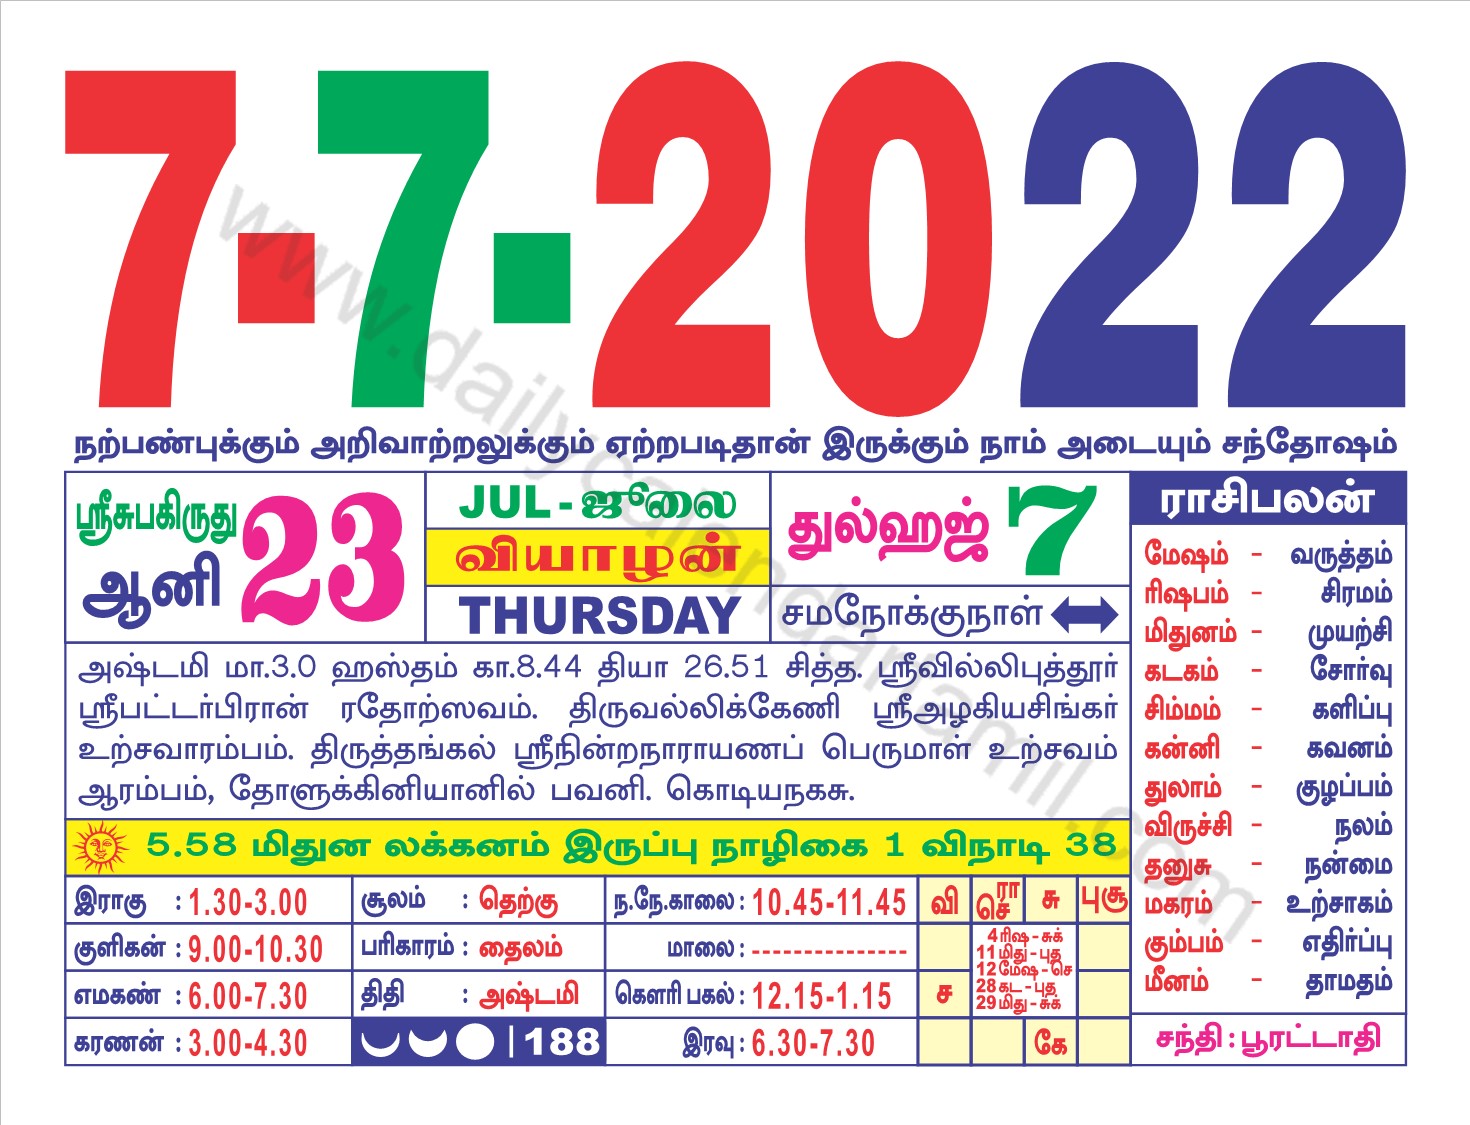 7-7-2022
நற்பண்புக்கும் அறிவாற்றலுக்கும் ஏற்றபடிதான் இருக்கும் நாம் அடையும் சந்தோஷம்
ஸ்ரீசுபகிருது
ஆனி 23
JUL - ஜூலை
வியாழன்
THURSDAY
துல்ஹஜ் 7
சமநோக்குநாள்
அஷ்டமி மா.3.0 ஹஸ்தம் கா.8.44 தியா 26.51 சித்த. ஸ்ரீவில்லிபுத்தூர்
ஸ்ரீபட்டர்பிரான் ரதோற்ஸவம். திருவல்லிக்கேணி ஸ்ரீஅழகியசிங்கர்
உற்சவாரம்பம். திருத்தங்கல் ஸ்ரீநின்றநாராயணப் பெருமாள் உற்சவம்
ஆரம்பம், தோளுக்கினியானில் பவனி. கொடியநகசு.
5.58 மிதுன லக்கனம் இருப்பு நாழிகை 1 விநாடி 38
இராகு : 1.30-3.00
குளிகன் : 9.00-10.30
எமகண் : 6.00-7.30
கரணன் : 3.00-4.30
சூலம் : தெற்கு
பரிகாரம் : தைலம்
திதி : அஷ்டமி
188
ந.நே.காலை : 10.45-11.45
மாலை : ---------------
கௌரி பகல் : 12.15-1.15
இரவு : 6.30-7.30
வி ரா செ சு புசூ
4 ரிஷ - சுக்
11 மிது - புத
12 மேஷ - செ
28 கட - புத
29 மிது - சுக்
ச
கே
ராசிபலன்
மேஷம் - வருத்தம்
ரிஷபம் - சிரமம்
மிதுனம் - முயற்சி
கடகம் - சோர்வு
சிம்மம் - களிப்பு
கன்னி - கவனம்
துலாம் - குழப்பம்
விருச்சி - நலம்
தனுசு - நன்மை
மகரம் - உற்சாகம்
கும்பம் - எதிர்ப்பு
மீனம் - தாமதம்
சந்தி : பூரட்டாதி
www.dailycalendartamil.com